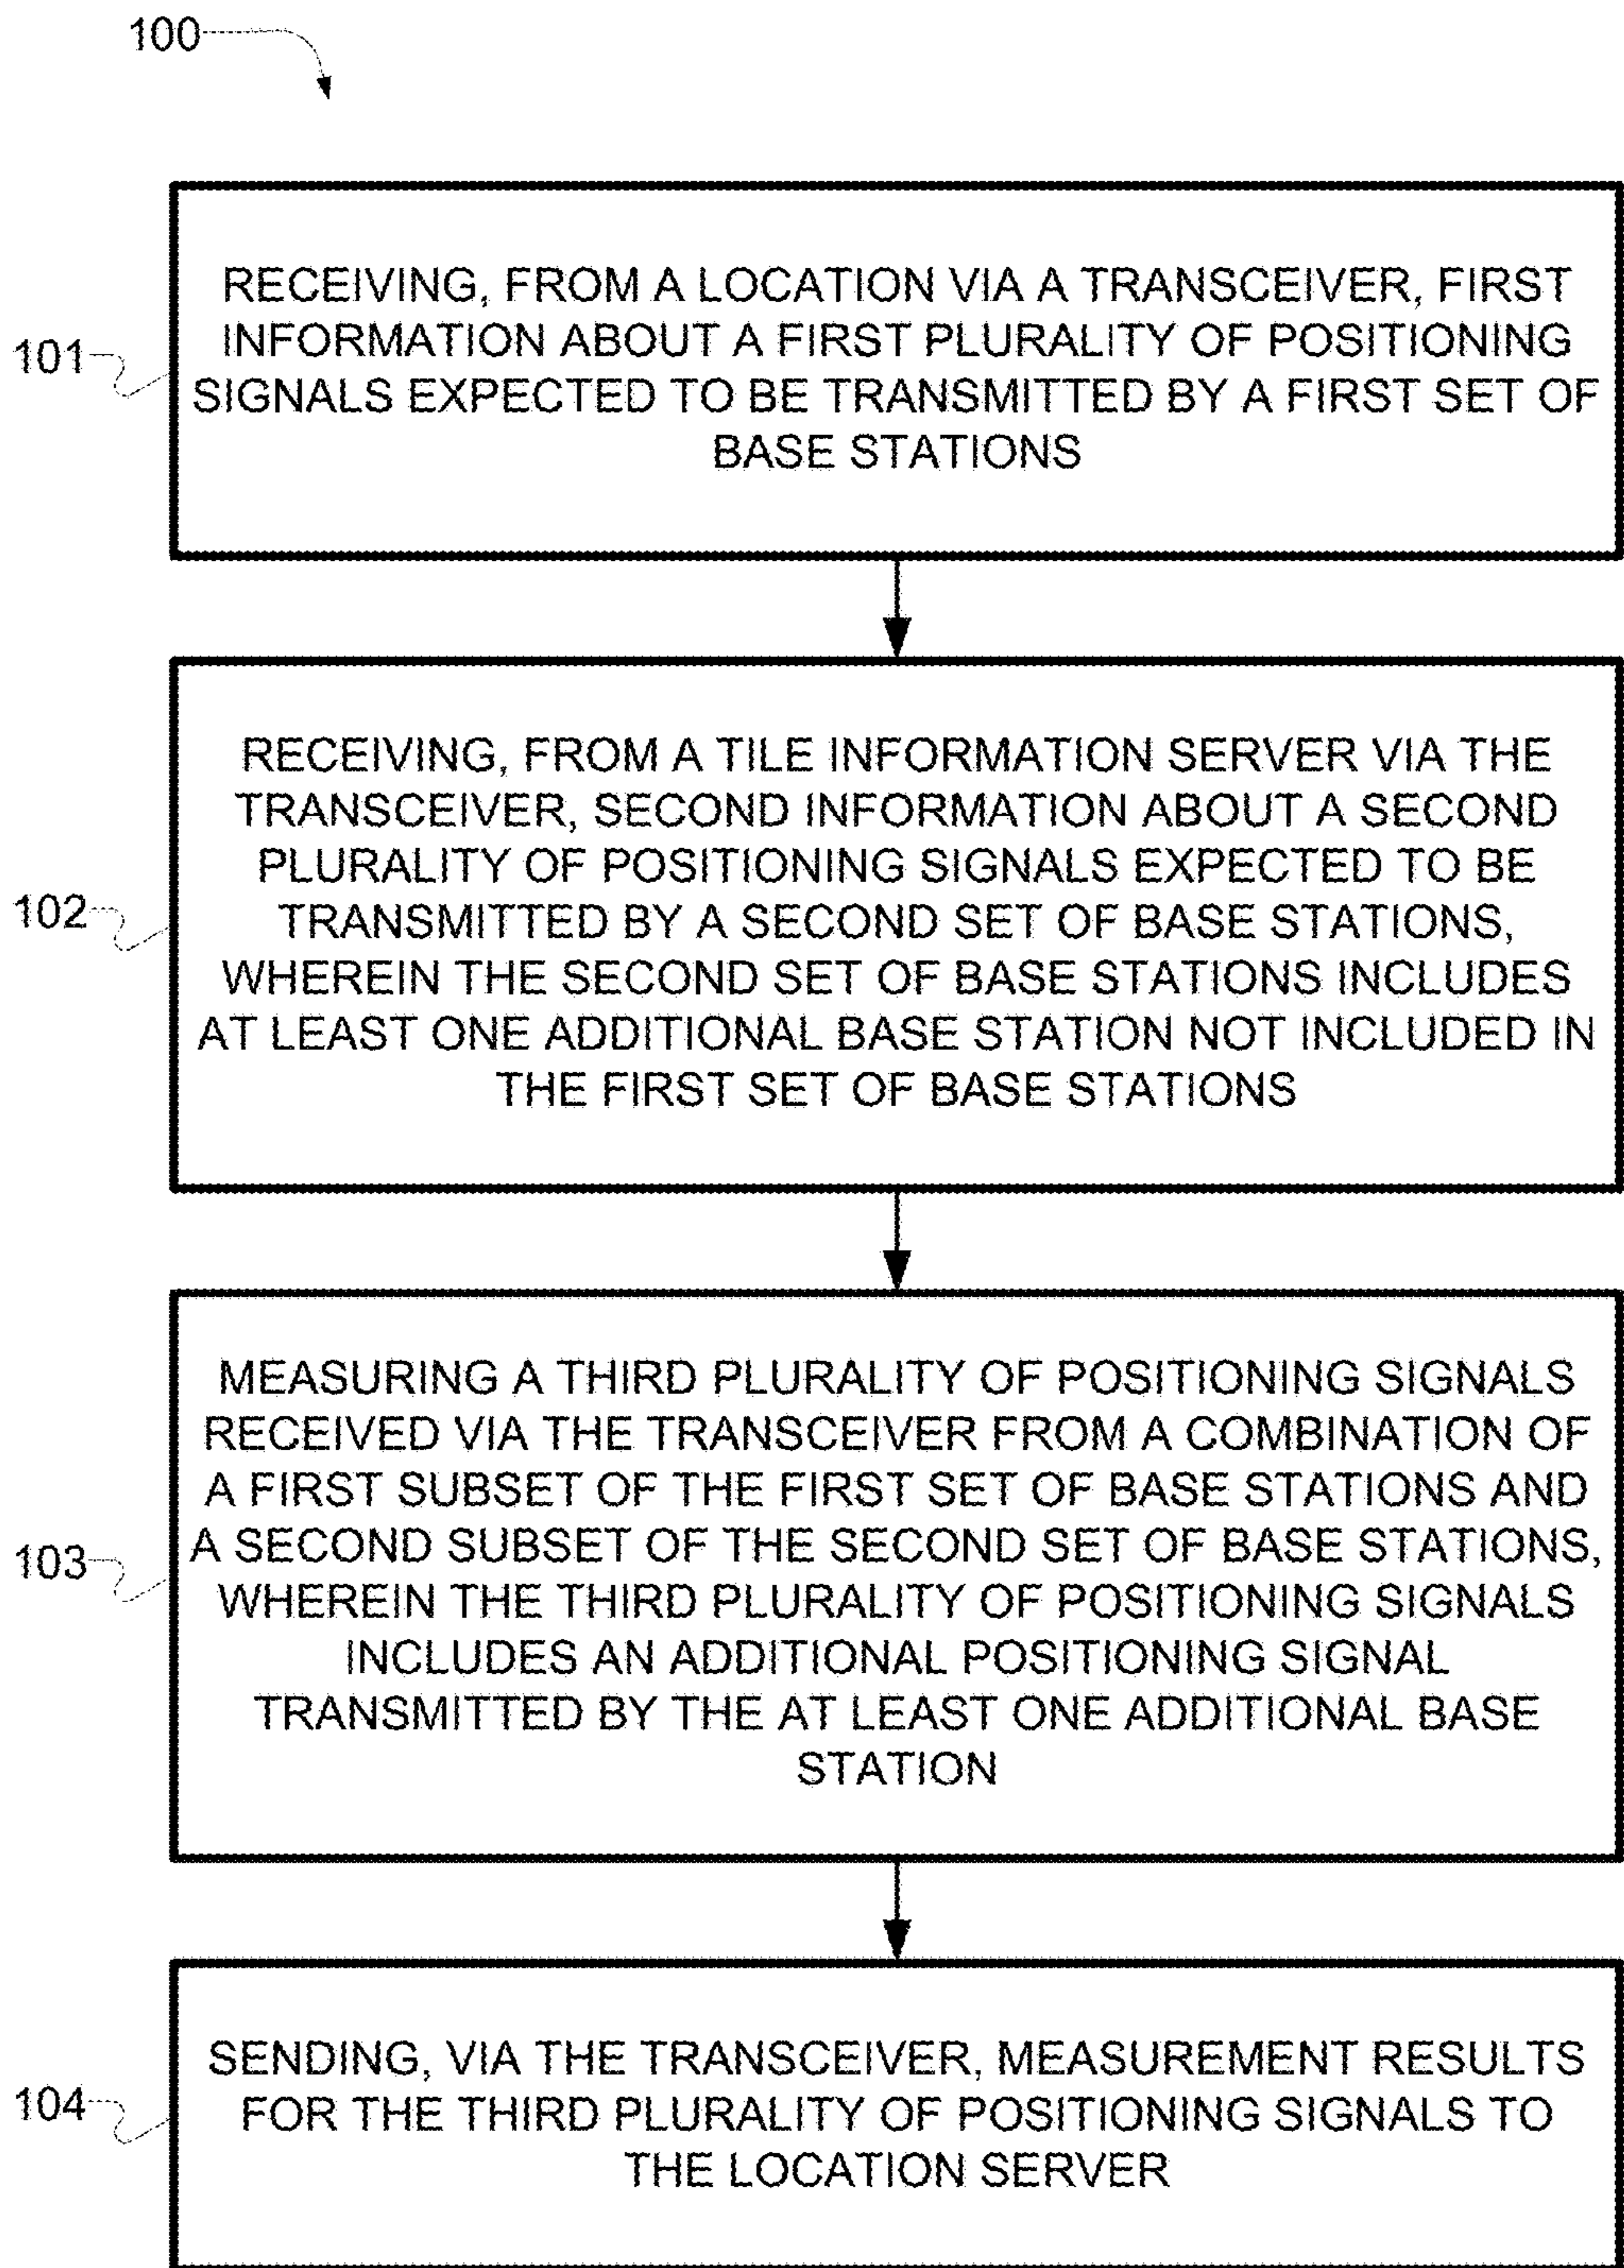 100
101
RECEIVING, FROM A LOCATION VIA A TRANSCEIVER, FIRST
INFORMATION ABOUT A FIRST PLURALITY OF POSITIONING
SIGNALS EXPECTED TO BE TRANSMITTED BY A FIRST SET OF
BASE STATIONS
102
RECEIVING, FROM A TILE INFORMATION SERVER VIA THE
TRANSCEIVER, SECOND INFORMATION ABOUT A SECOND
PLURALITY OF POSITIONING SIGNALS EXPECTED TO BE
TRANSMITTED BY A SECOND SET OF BASE STATIONS,
WHEREIN THE SECOND SET OF BASE STATIONS INCLUDES
AT LEAST ONE ADDITIONAL BASE STATION NOT INCLUDED IN
THE FIRST SET OF BASE STATIONS
103
MEASURING A THIRD PLURALITY OF POSITIONING SIGNALS
RECEIVED VIA THE TRANSCEIVER FROM A COMBINATION OF
A FIRST SUBSET OF THE FIRST SET OF BASE STATIONS AND
A SECOND SUBSET OF THE SECOND SET OF BASE STATIONS,
WHEREIN THE THIRD PLURALITY OF POSITIONING SIGNALS
INCLUDES AN ADDITIONAL POSITIONING SIGNAL
TRANSMITTED BY THE AT LEAST ONE ADDITIONAL BASE
STATION
104
SENDING, VIA THE TRANSCEIVER, MEASUREMENT RESULTS
FOR THE THIRD PLURALITY OF POSITIONING SIGNALS TO
THE LOCATION SERVER